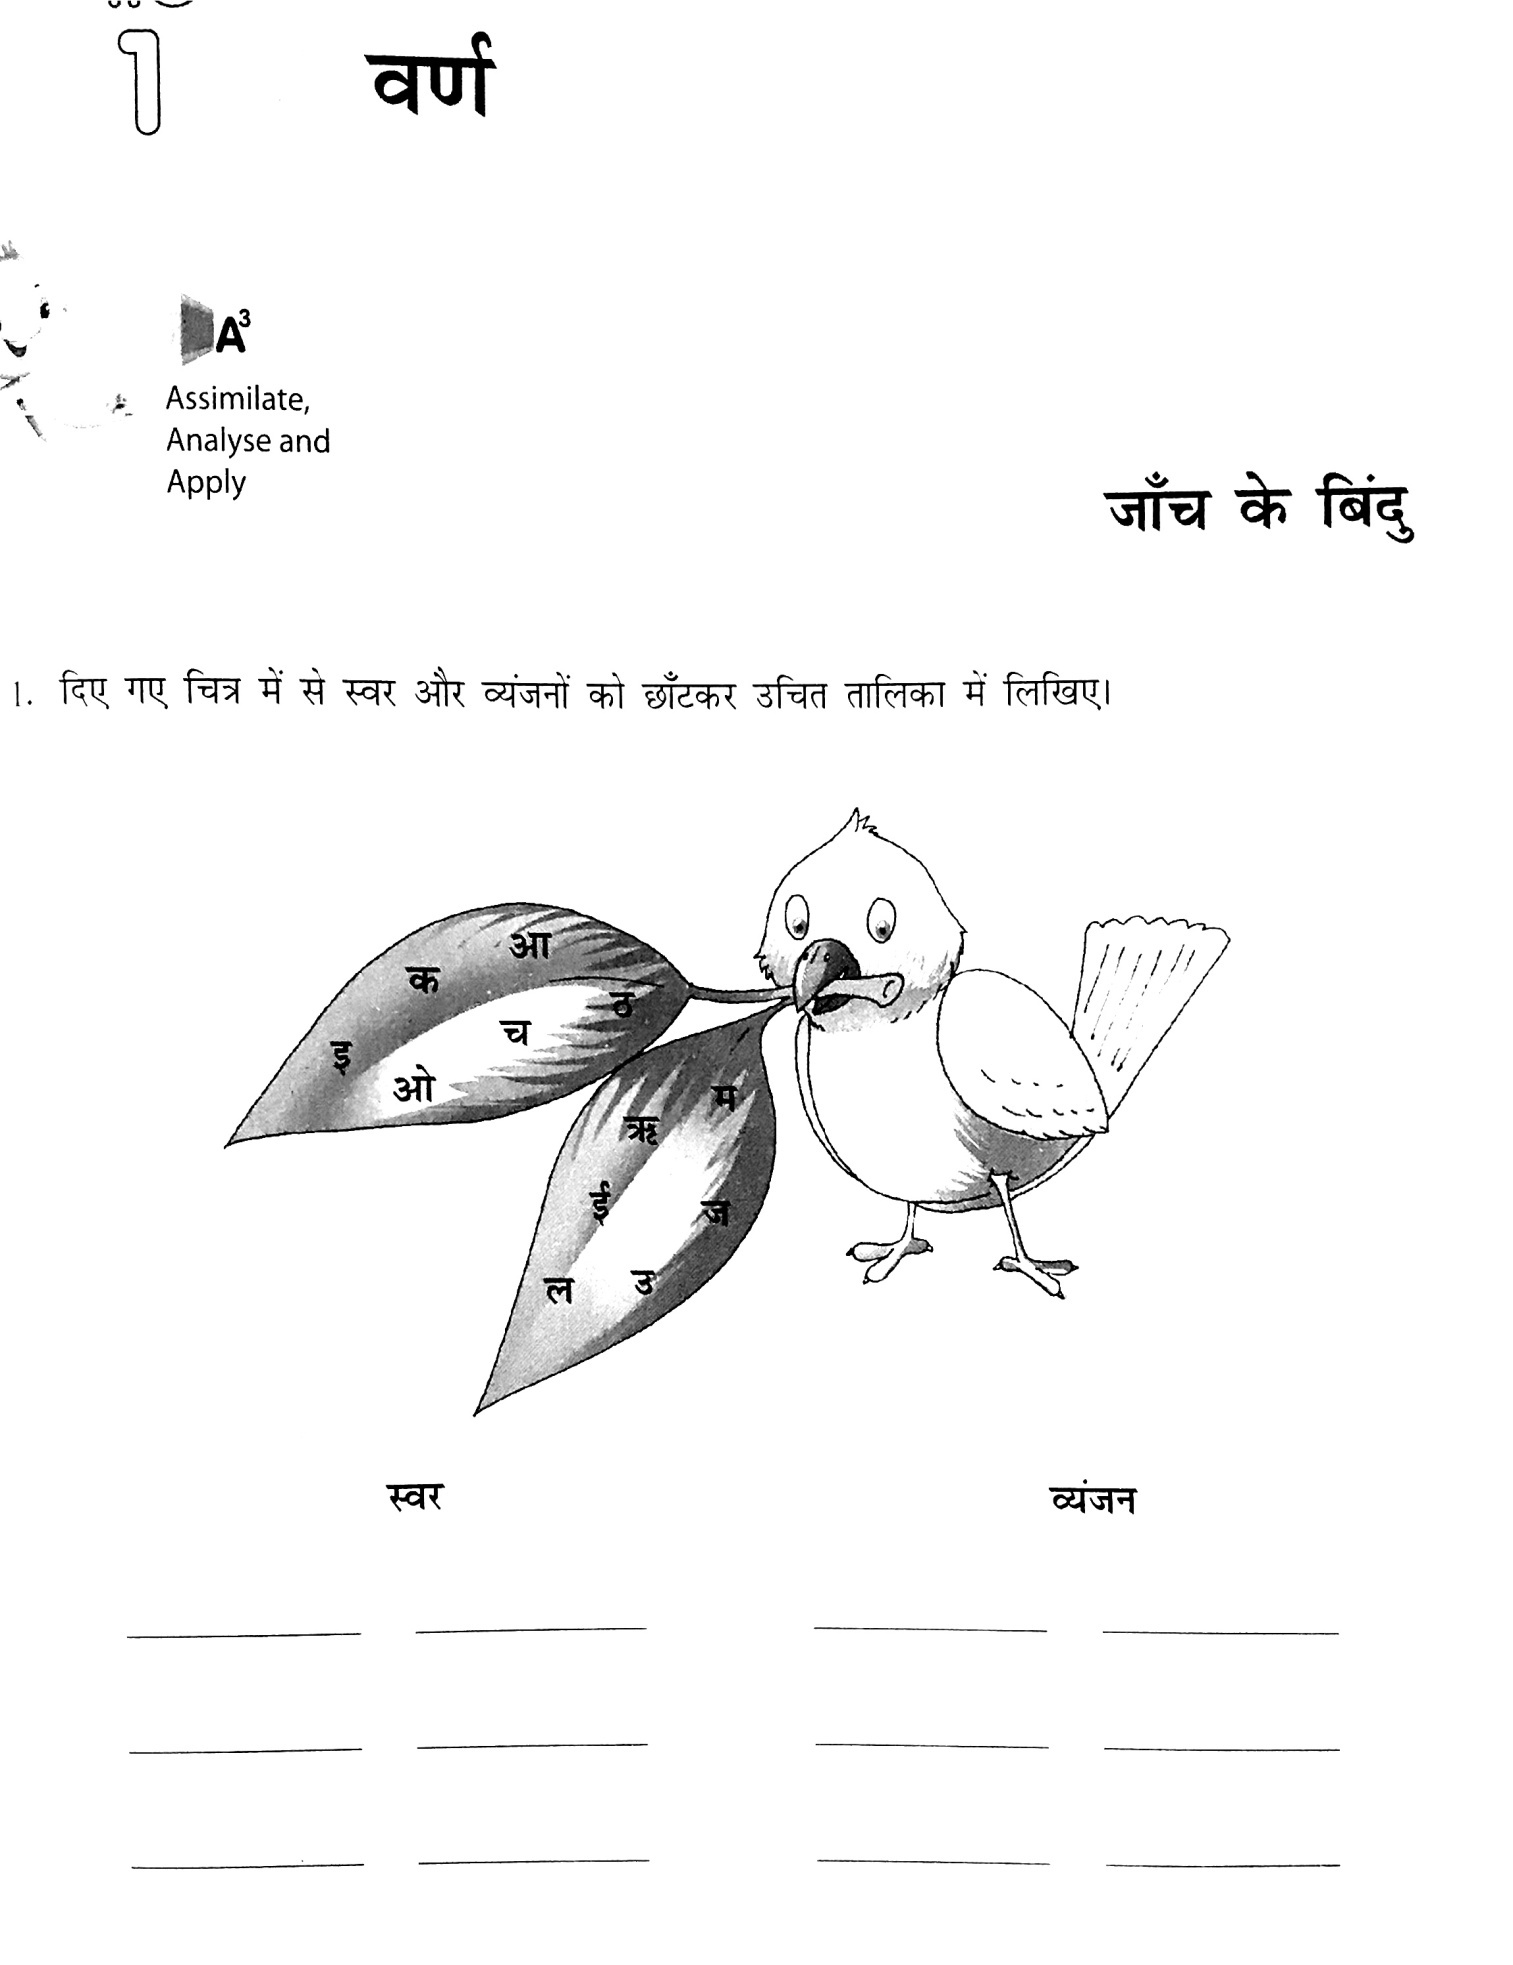 1 वर्ण
A³
Assimilate,
Analyse and
Apply
जाँच के बिंदु
1. दिए गए चित्र में से स्वर और व्यंजनों को छाँटकर उचित तालिका में लिखिए।
आ
क
ठ
च
इ
ओ
म
ऋ
ई
ज
ल
उ
स्वर व्यंजन